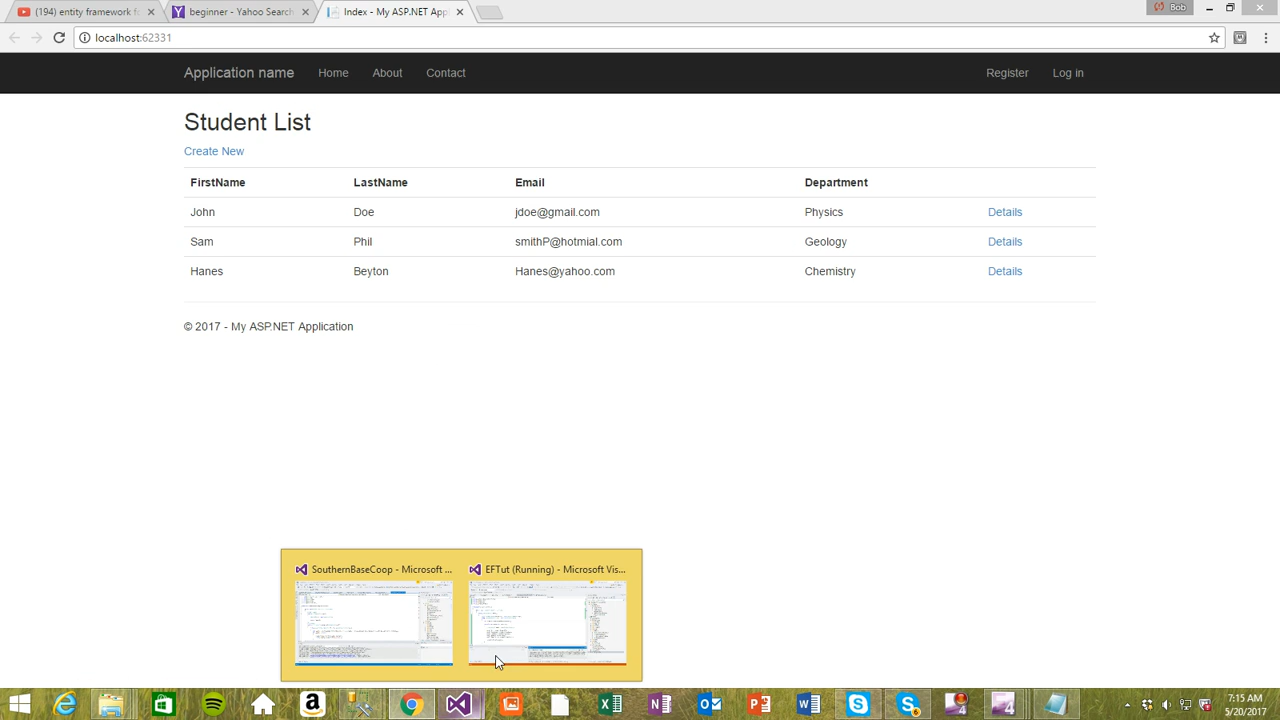 (194) entity framework f
beginner - Yahoo Search
Index - My ASP.NET Appl
Bob
localhost:62331
Application name
Home
About
Contact
Register
Log in
Student List
Create New
FirstName LastName Email Department
John Doe jdoe@gmail.com Physics Details
Sam Phil smithP@hotmial.com Geology Details
Hanes Beyton Hanes@yahoo.com Chemistry Details
© 2017 - My ASP.NET Application
SouthernBaseCoop - Microsoft ...
EFTut (Running) - Microsoft Vis...
7:15 AM
5/20/2017